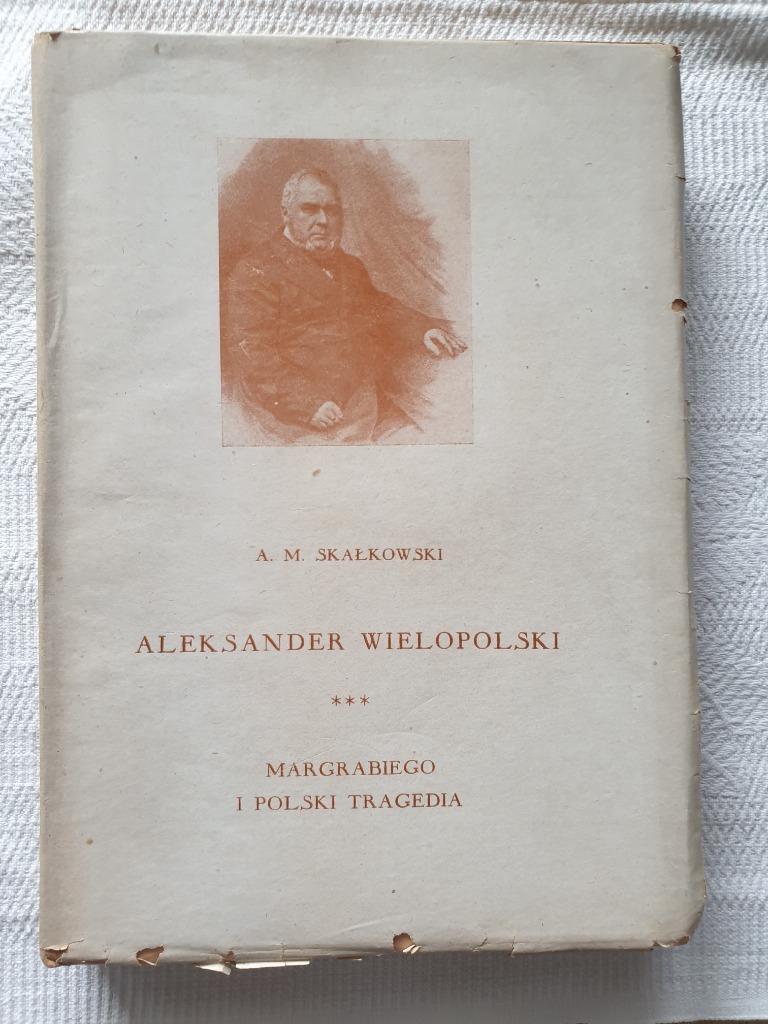 A. M. SKAŁKOWSKI
ALEKSANDER WIELOPOLSKI
***
MARGRABIEGO
I POLSKI TRAGEDIA